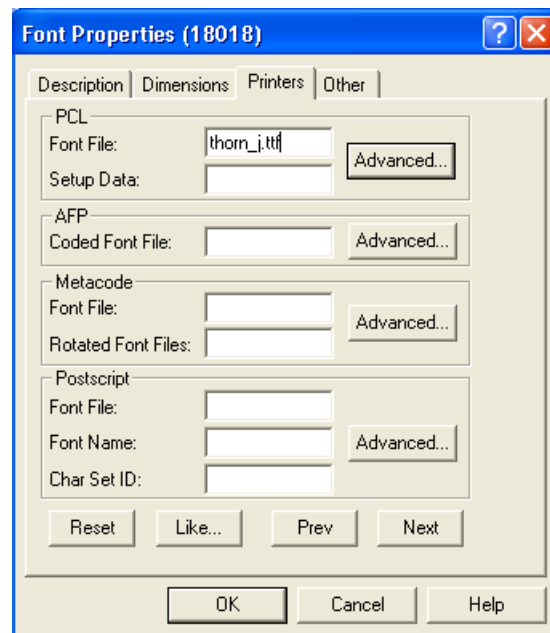 Font Properties (18018)
Description Dimensions Printers Other
PCL
Font File: thorn_j.ttf Advanced...
Setup Data:
AFP
Coded Font File: Advanced...
Metacode
Font File: Advanced...
Rotated Font Files:
Postscript
Font File:
Font Name: Advanced...
Char Set ID:
Reset Like... Prev Next
OK Cancel Help